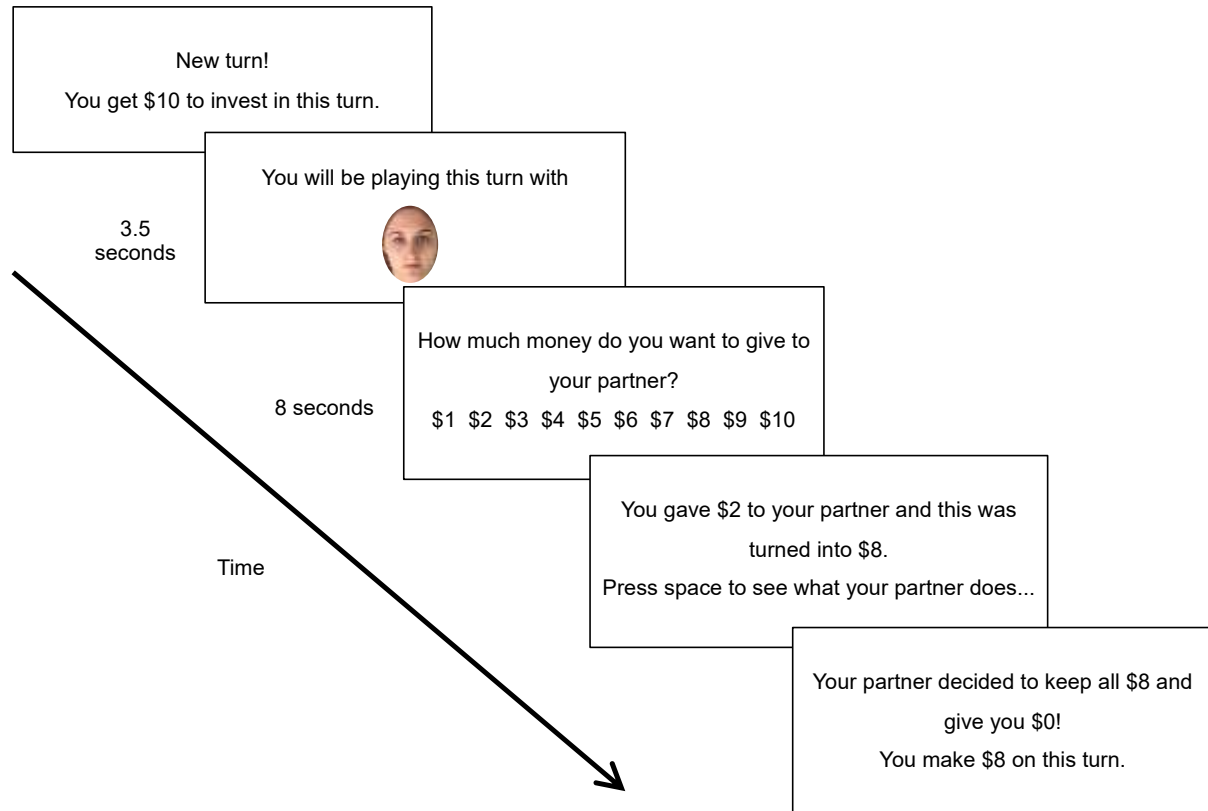 New turn!
You get $10 to invest in this turn.
You will be playing this turn with
3.5
seconds
How much money do you want to give to
your partner?
$1 $2 $3 $4 $5 $6 $7 $8 $9 $10
8 seconds
You gave $2 to your partner and this was
turned into $8.
Press space to see what your partner does...
Time
Your partner decided to keep all $8 and
give you $0!
You make $8 on this turn.